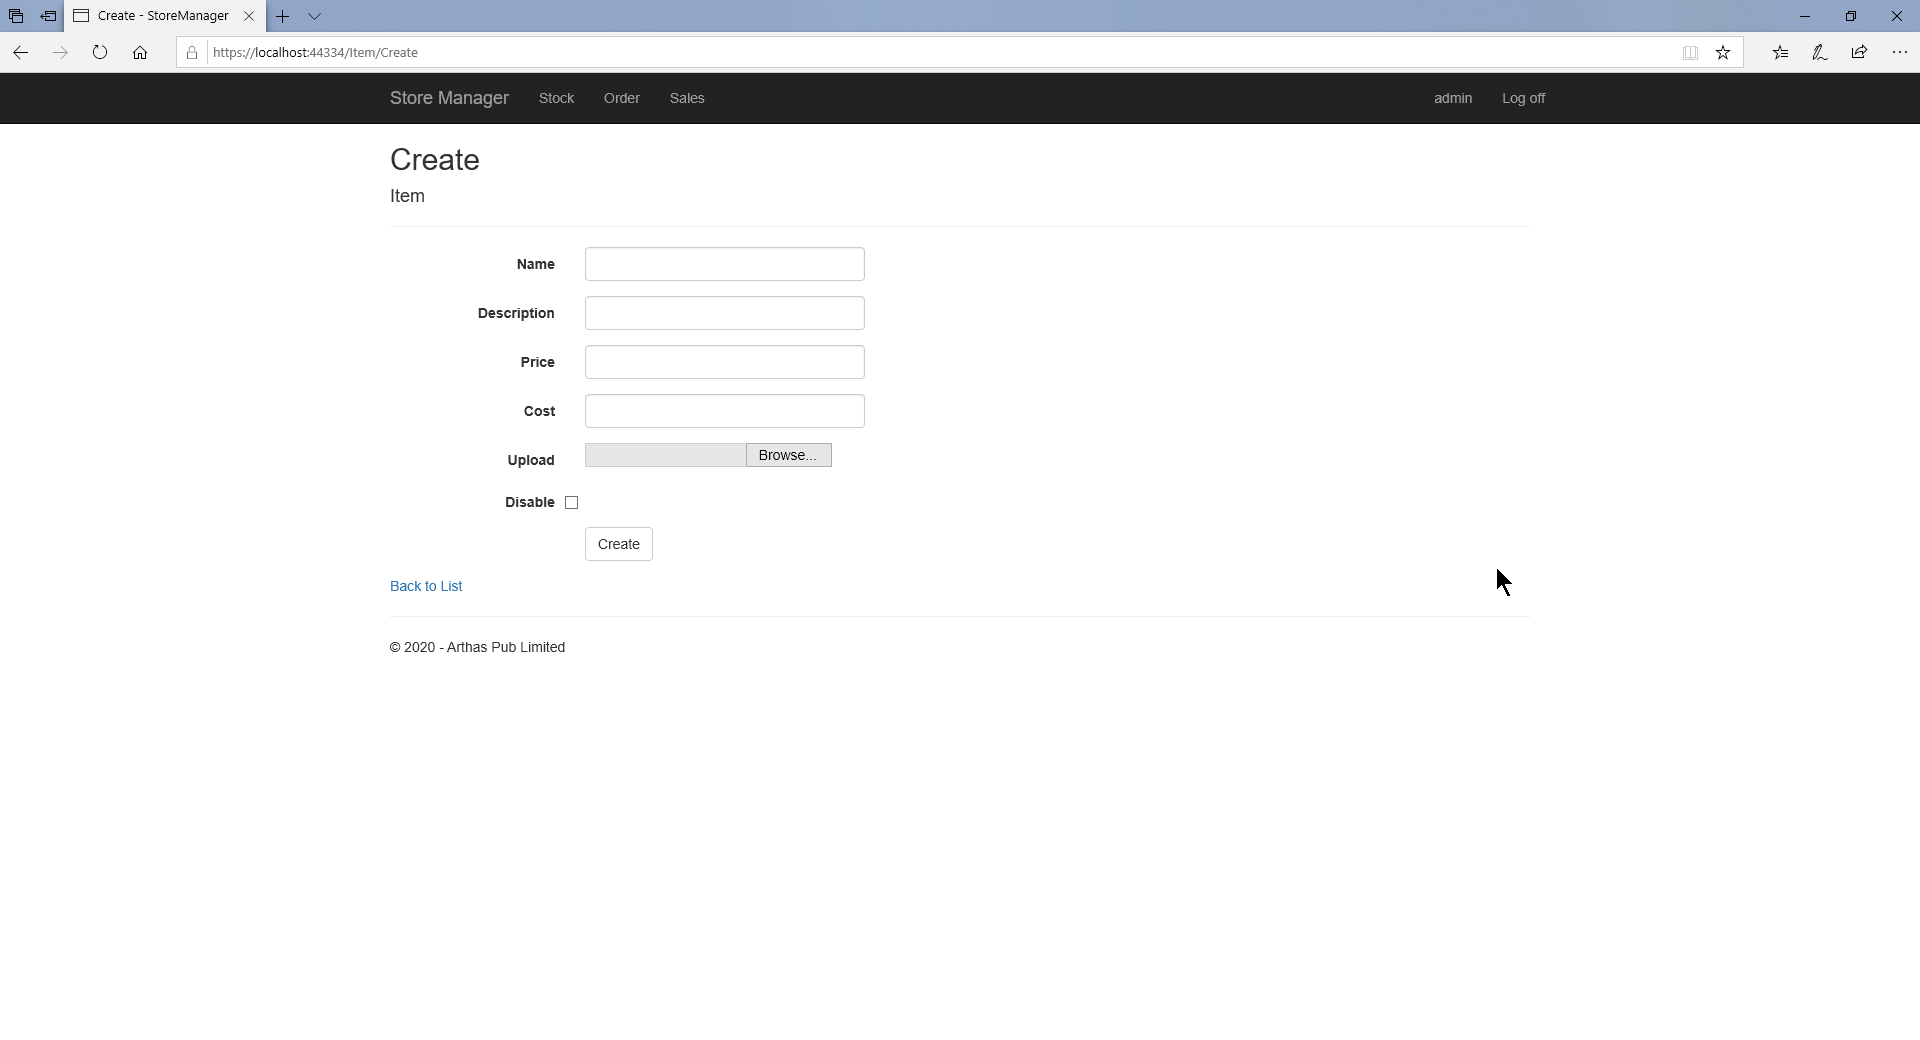 Create - StoreManager
https://localhost:44334/Item/Create
Store Manager Stock Order Sales admin Log off
Create
Item
Name
Description
Price
Cost
Upload Browse...
Disable
Create
Back to List
© 2020 - Arthas Pub Limited